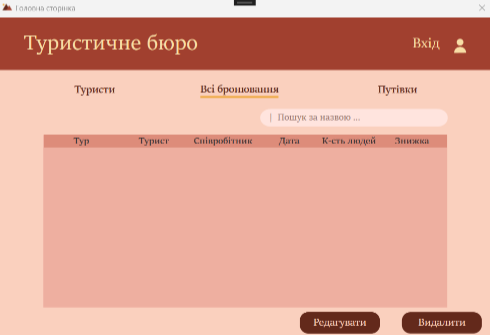 Головна сторінка
Туристичне бюро
Вхід
Туристи Всі бронювання Путівки
Пошук за назвою ...
Тур Турист Співробітник Дата К-сть людей Знижка
Редагувати Видалити